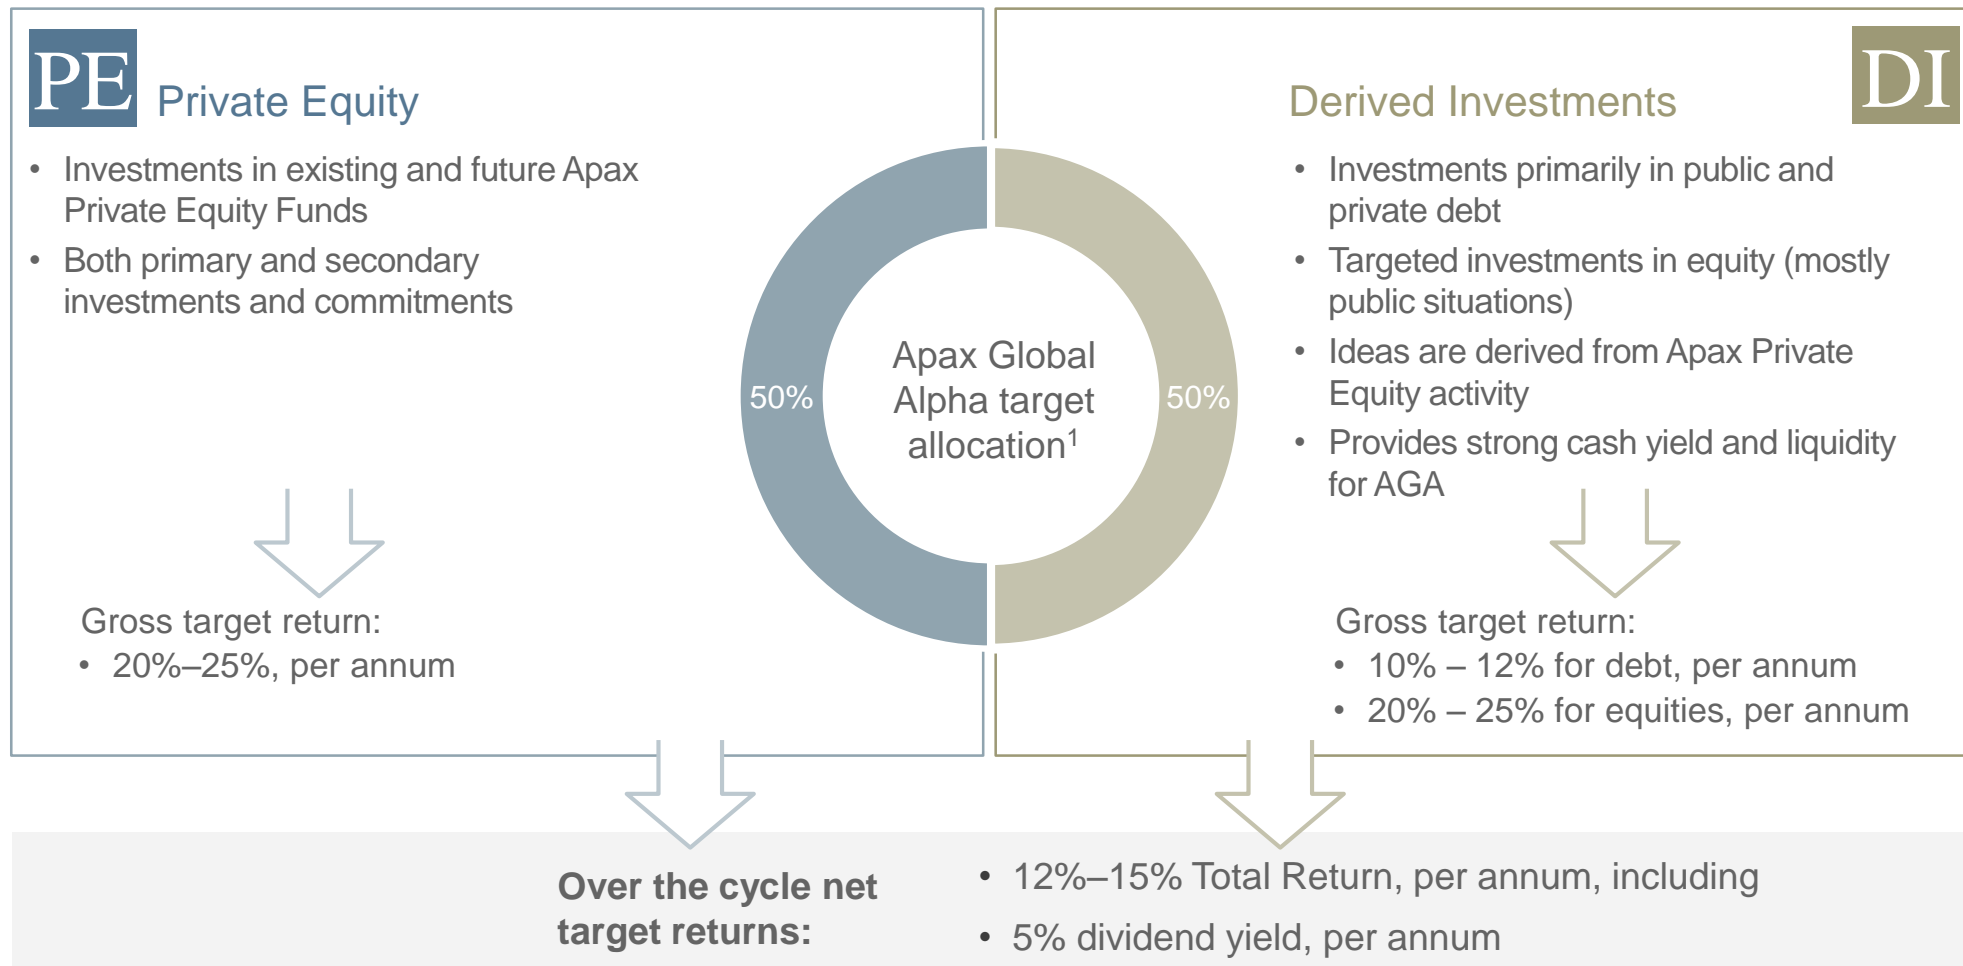 PE Private Equity
• Investments in existing and future Apax
Private Equity Funds
• Both primary and secondary
investments and commitments
Gross target return:
• 20%–25%, per annum
50%
Apax Global
Alpha target
allocation¹
50%
Derived Investments DI
• Investments primarily in public and
private debt
• Targeted investments in equity (mostly
public situations)
• Ideas are derived from Apax Private
Equity activity
• Provides strong cash yield and liquidity
for AGA
Gross target return:
• 10% – 12% for debt, per annum
• 20% – 25% for equities, per annum
Over the cycle net
target returns:
• 12%–15% Total Return, per annum, including
• 5% dividend yield, per annum